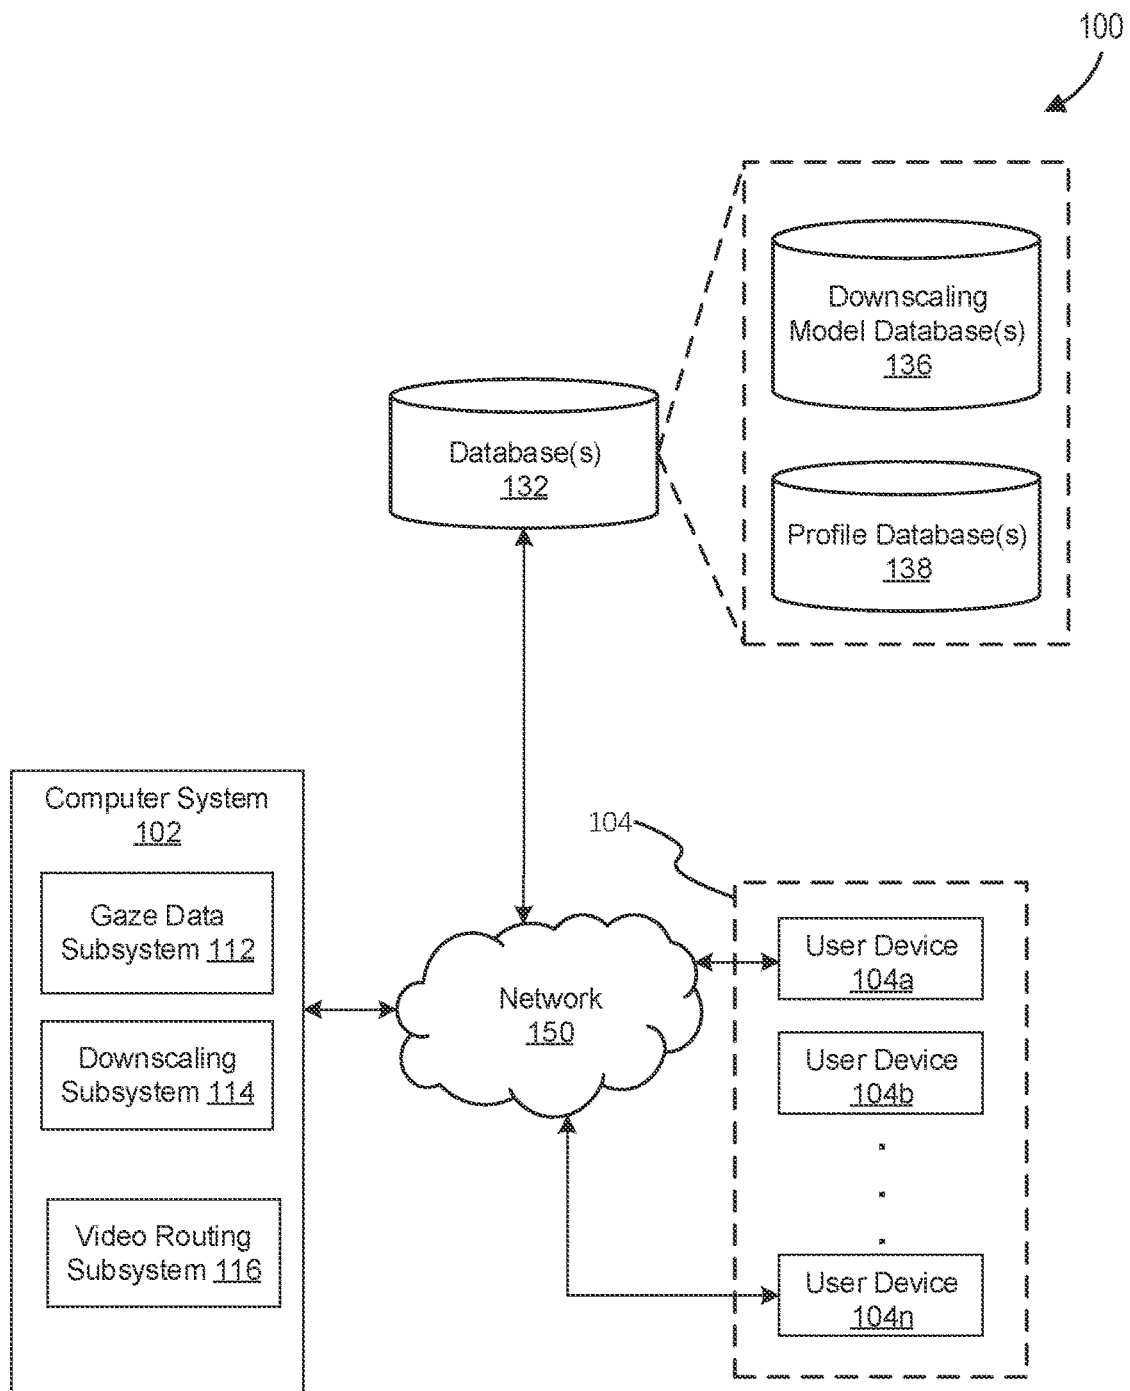 100
Downscaling
Model Database(s)
136
Database(s)
132
Profile Database(s)
138
Computer System
102
Gaze Data
Subsystem 112
Downscaling
Subsystem 114
Video Routing
Subsystem 116
Network
150
104
User Device
104a
User Device
104b
User Device
104n